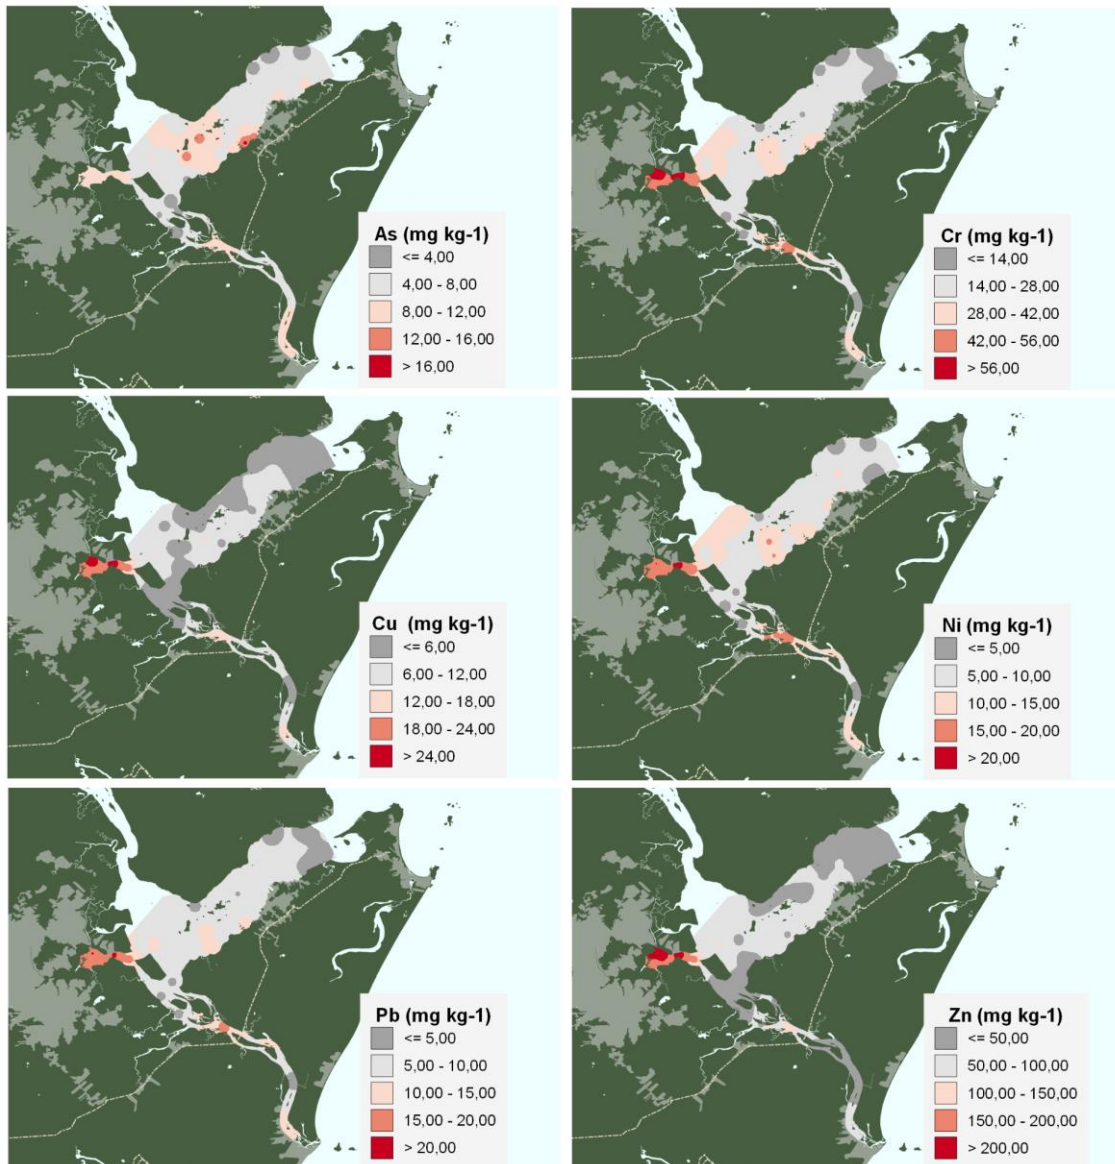 As (mg kg-1)
<= 4,00
4,00 - 8,00
8,00 - 12,00
12,00 - 16,00
> 16,00
Cr (mg kg-1)
<= 14,00
14,00 - 28,00
28,00 - 42,00
42,00 - 56,00
> 56,00
Cu (mg kg-1)
<= 6,00
6,00 - 12,00
12,00 - 18,00
18,00 - 24,00
> 24,00
Ni (mg kg-1)
<= 5,00
5,00 - 10,00
10,00 - 15,00
15,00 - 20,00
> 20,00
Pb (mg kg-1)
<= 5,00
5,00 - 10,00
10,00 - 15,00
15,00 - 20,00
> 20,00
Zn (mg kg-1)
<= 50,00
50,00 - 100,00
100,00 - 150,00
150,00 - 200,00
> 200,00